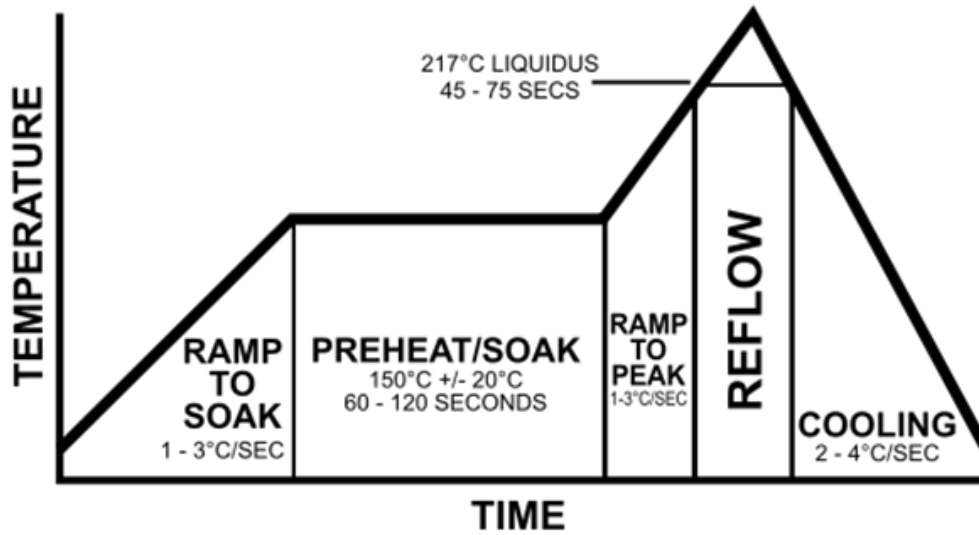 TEMPERATURE
217°C LIQUIDUS
45 - 75 SECS
RAMP
TO
SOAK
1 - 3°C/SEC
PREHEAT/SOAK
150°C +/- 20°C
60 - 120 SECONDS
RAMP
TO
PEAK
1-3°C/SEC
REFLOW
COOLING
2 - 4°C/SEC
TIME